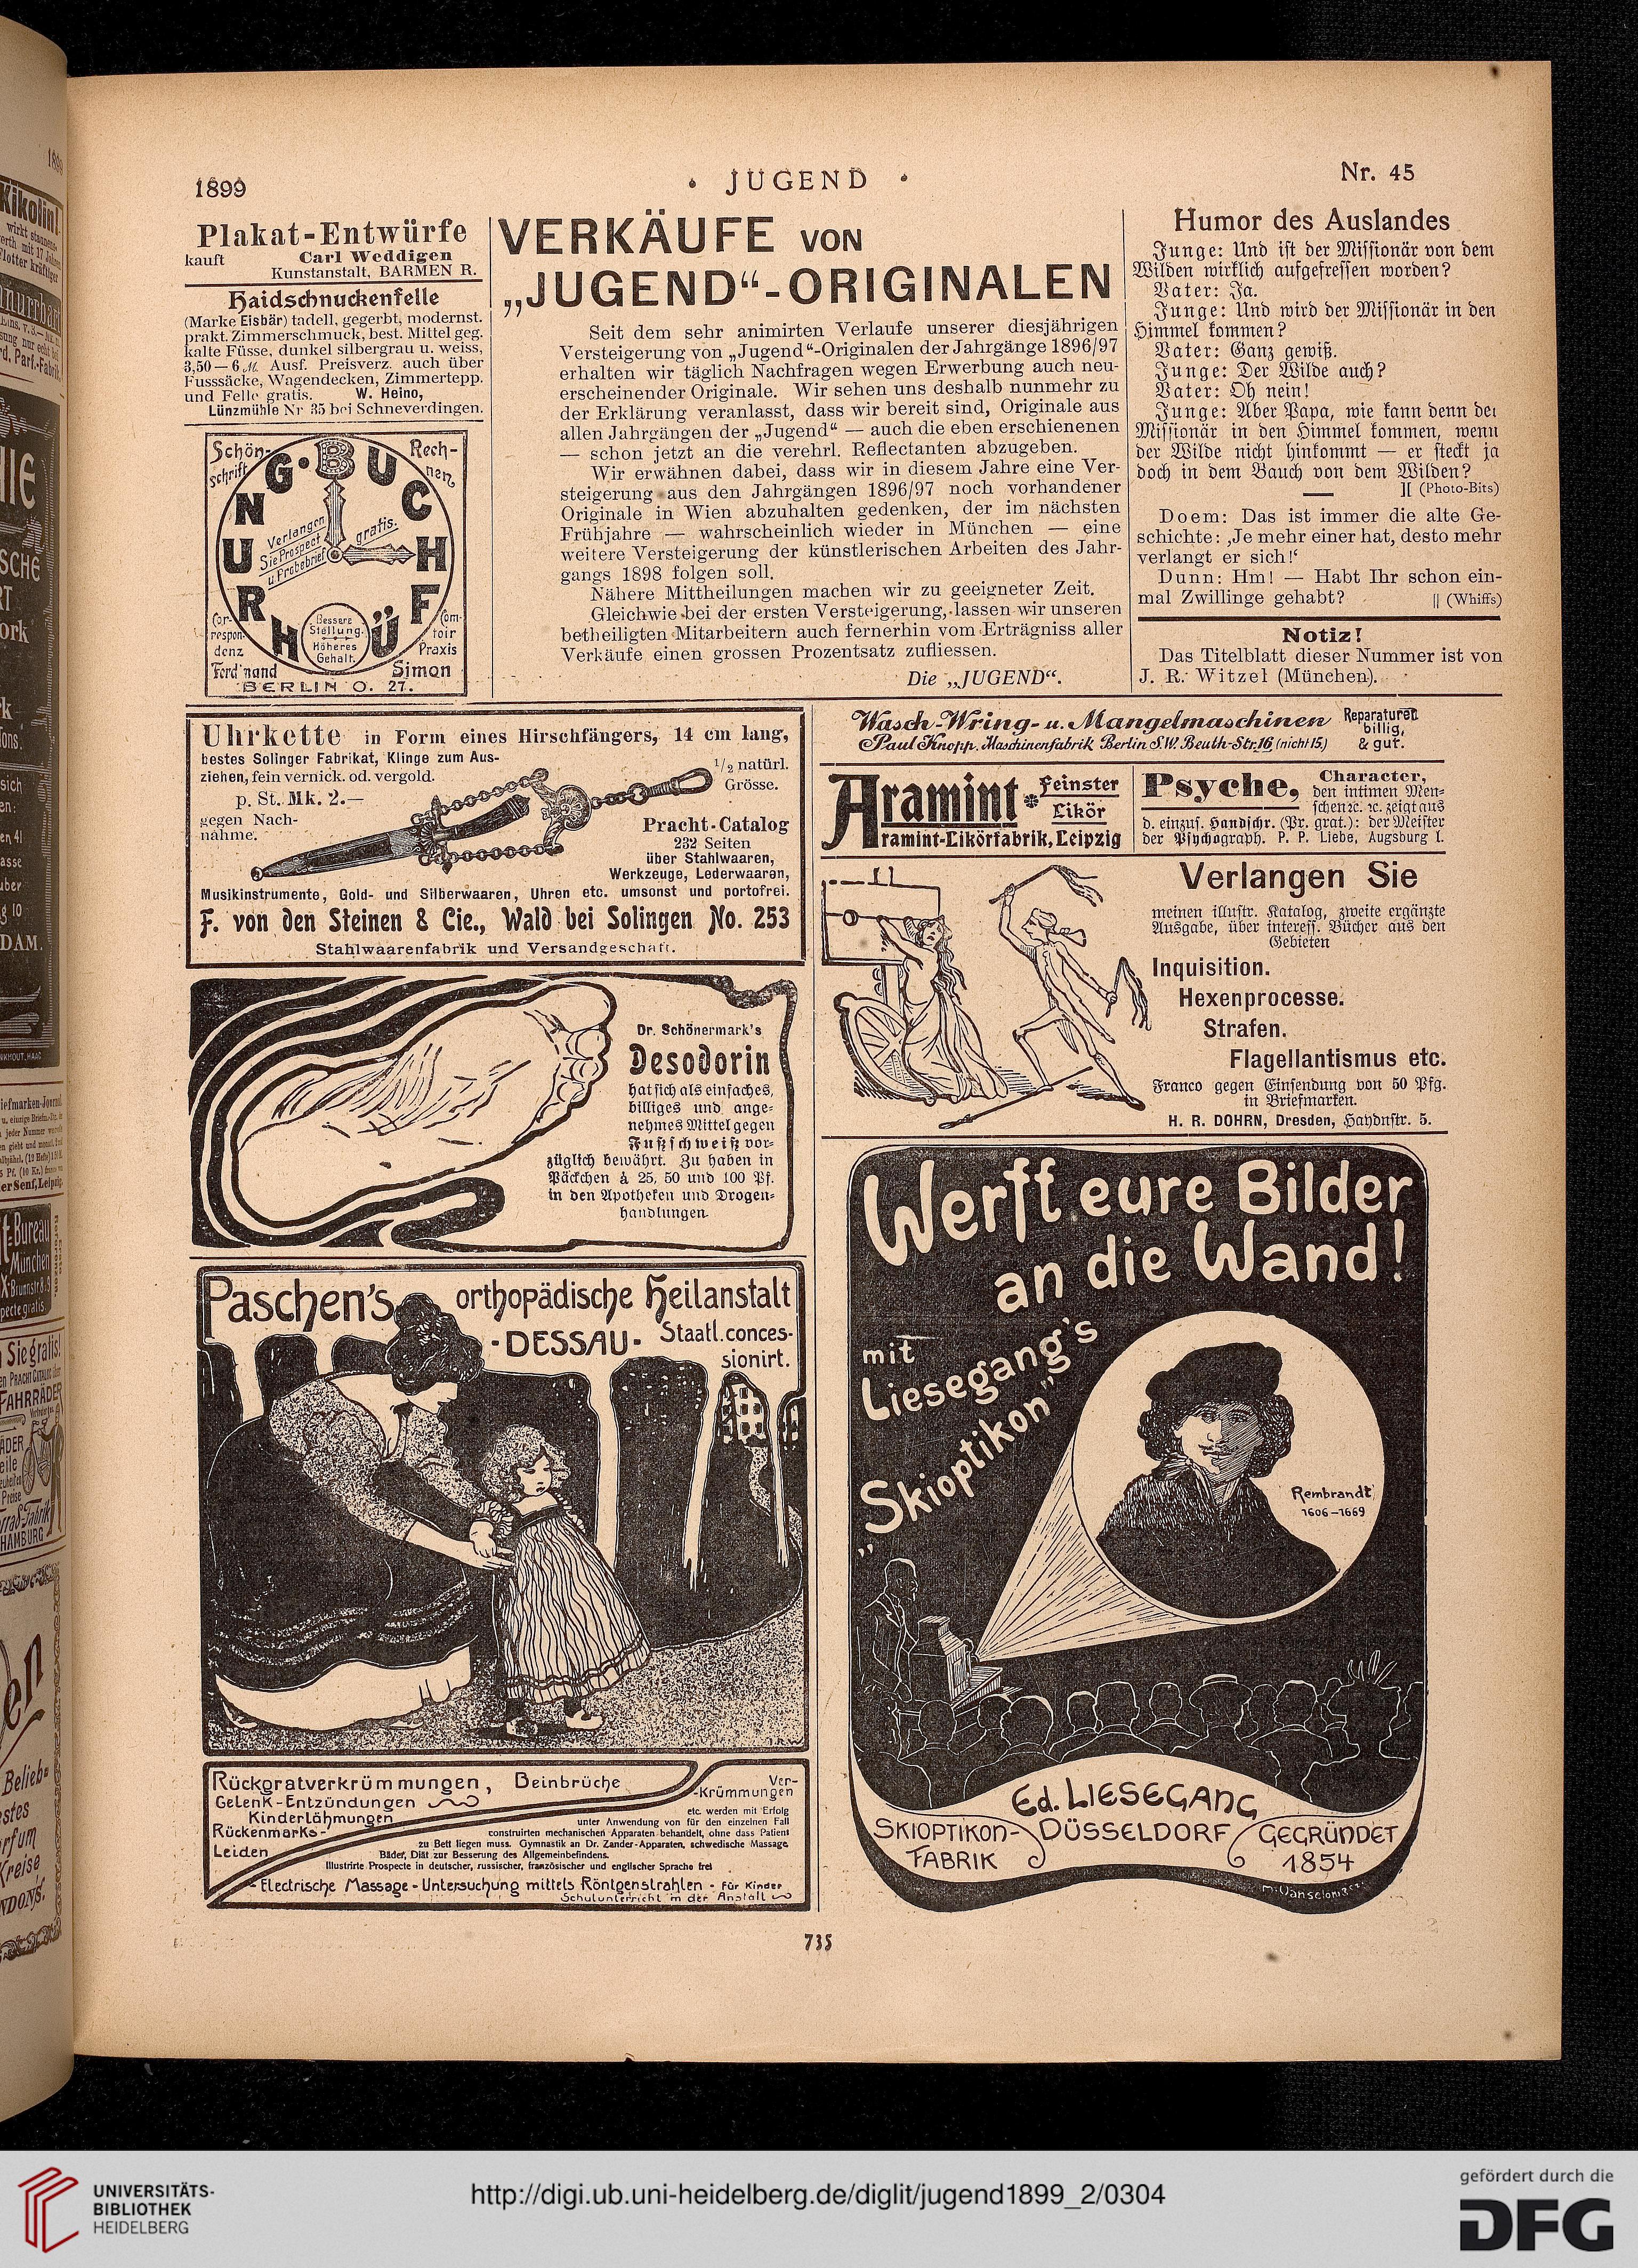 1899
JUGEND
Nr. 45
Plakat-Entwürfe
kauft Carl Weddigen
Kunstanstalt, BARMEN R.
Haidschnuckenfelle
(Marke Eisbär) tadell. gegerbt, modernst.
prakt. Zimmerschmuck, best. Mittel geg.
kalte Füsse, dunkel silbergrau u. weiss,
3,50 — 6 M. Ausf. Preisverz. auch über
Fusssäcke, Wagendecken, Zimmertepp.
und Felle gratis. W. Heino,
Lünzmühle Nr 35 bei Schneverdingen.
Schön-
schrift
Rech-
nen,
BUCHFÜHRUNG
Verlangen
Sie Prospect
u. Probebrief
gratis.
Cor-
respon-
denz
Bessere
Stellung.
Höheres
Gehalt.
Com-
toir
Praxis
Ferdinand Simon
BERLIN O. 27.
VERKÄUFE VON
„JUGEND“-ORIGINALEN
Seit dem sehr animirten Verlaufe unserer diesjährigen
Versteigerung von „Jugend“-Originalen der Jahrgänge 1896/97
erhalten wir täglich Nachfragen wegen Erwerbung auch neu-
erscheinender Originale. Wir sehen uns deshalb nunmehr zu
der Erklärung veranlasst, dass wir bereit sind, Originale aus
allen Jahrgängen der „Jugend“ — auch die eben erschienenen
— schon jetzt an die verehrl. Reflectanten abzugeben.
Wir erwähnen dabei, dass wir in diesem Jahre eine Ver-
steigerung aus den Jahrgängen 1896/97 noch vorhandener
Originale in Wien abzuhalten gedenken, der im nächsten
Frühjahre — wahrscheinlich wieder in München — eine
weitere Versteigerung der künstlerischen Arbeiten des Jahr-
gangs 1898 folgen soll.
Nähere Mittheilungen machen wir zu geeigneter Zeit.
Gleichwie bei der ersten Versteigerung, lassen wir unseren
betheiligten Mitarbeitern auch fernerhin vom Erträgniss aller
Verkäufe einen grossen Prozentsatz zufliessen.
Die „JUGEND“.
Humor des Auslandes
Junge: Und ist der Missionär von dem
Wilden wirklich aufgefressen worden?
Vater: Ja.
Junge: Und wird der Missionär in den
Himmel kommen?
Vater: Ganz gewiß.
Junge: Der Wilde auch?
Vater: Oh nein!
Junge: Aber Papa, wie kann denn der
Missionär in den Himmel kommen, wenn
der Wilde nicht hinkommt — er steckt ja
doch in dem Bauch von dem Wilden?
][ (Photo-Bits)
Doem: Das ist immer die alte Ge-
schichte: ‚Je mehr einer hat, desto mehr
verlangt er sich!‘
Dunn: Hm! — Habt Ihr schon ein-
mal Zwillinge gehabt? || (Whiffs)
Notiz!
Das Titelblatt dieser Nummer ist von
J. R. Witzel (München).
Uhrkette in Form eines Hirschfängers, 14 cm lang,
bestes Solinger Fabrikat, Klinge zum Aus-
ziehen, fein vernick. od. vergold.
p. St. Mk. 2.—
gegen Nach-
nahme.
1/2 natürl.
Grösse.
Pracht-Catalog
232 Seiten
über Stahlwaaren,
Werkzeuge, Lederwaaren,
Musikinstrumente, Gold- und Silberwaaren, Uhren etc. umsonst und portofrei.
F. von den Steinen & Cie., Wald bei Solingen No. 253
Stahlwaarenfabrik und Versandgeschäft.
Wasch-Wring- u. Mangelmaschinen
Paul Knopp, Maschinenfabrik Berlin S.W. Beuth-Str. 16 (nicht 15)
Reparaturen
billig,
& gut.
Aramint
Feinster
Likör
Aramint-Likörfabrik, Leipzig
Psyche, Character,
den intimen Men-
schen ꝛc. ꝛc. zeigt aus
d. einzus. Handschr. (Pr. grat.): der Meister
der Psychograph. P. P. Liebe, Augsburg I.
Verlangen Sie
meinen illustr. Katalog, zweite ergänzte
Ausgabe, über interess. Bücher aus den
Gebieten
Inquisition.
Hexenprocesse.
Strafen.
Flagellantismus etc.
Franco gegen Einsendung von 50 Pfg.
in Briefmarken.
H. R. DOHRN, Dresden, Haydnstr. 5.
Dr. Schönermark's
Desodorin
hat sich als einfaches,
billiges und ange-
nehmes Mittel gegen
Fußschweiß vor-
züglich bewährt. Zu haben in
Päckchen à 25, 50 und 100 Pf.
in den Apotheken und Drogen-
handlungen.
Paschen's orthopädische Heilanstalt
- DESSAU - Staatl. conces-
sionirt.
Rückgratverkrümmungen, Beinbrüche Ver-
-Krümmungen
Gelenk-Entzündungen
Kinderlähmungen
Rückenmarks-
Leiden
etc. werden mit Erfolg
unter Anwendung von für den einzelnen Fall
construirten mechanischen Apparaten behandelt, ohne dass Patient
zu Bett liegen muss. Gymnastik an Dr. Zander-Apparaten, schwedische Massage
Bäder, Diät zur Besserung des Allgemeinbefindens.
Illustrirte Prospecte in deutscher, russischer, französischer und englischer Sprache frei
- Electrische Massage - Untersuchung mittels Röntgenstrahlen - Für Kinder
Schulunterricht in der Anstalt
Werft eure Bilder
an die Wand!
mit
Liesegang's
„Skioptikon“
Rembrandt
1606–1669
Ed. LIESEGANG
SKIOPTIKON-
FABRIK
DÜSSELDORF
GEGRÜNDET
1854
735
UNIVERSITÄTS-
BIBLIOTHEK
HEIDELBERG
http://digi.ub.uni-heidelberg.de/diglit/jugend1899_2/0304
gefördert durch die
DFG